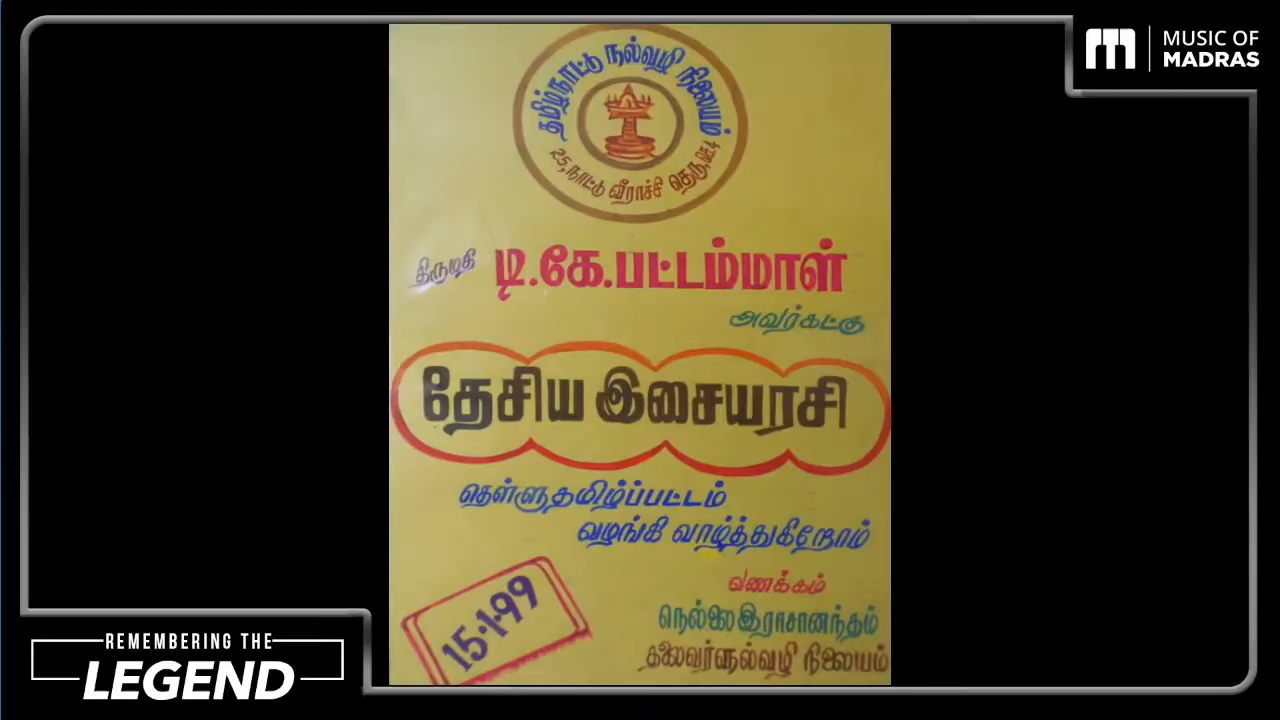 MUSIC OF
MADRAS
தமிழ்நாட்டு நல்வழி நிலையம்
25, நாட்டு வீராச்சி தெரு,
திருமதி டி.கே.பட்டம்மாள்
அவர்கட்கு
தேசிய இசையரசி
தெள்ளுதமிழ்ப்பட்டம்
வழங்கி வாழ்த்துகிறோம்
வணக்கம்
15.1.99
நெல்லைஇராசானந்தம்
தலைவர்நல்வழி நிலையம்
REMEMBERING THE
LEGEND